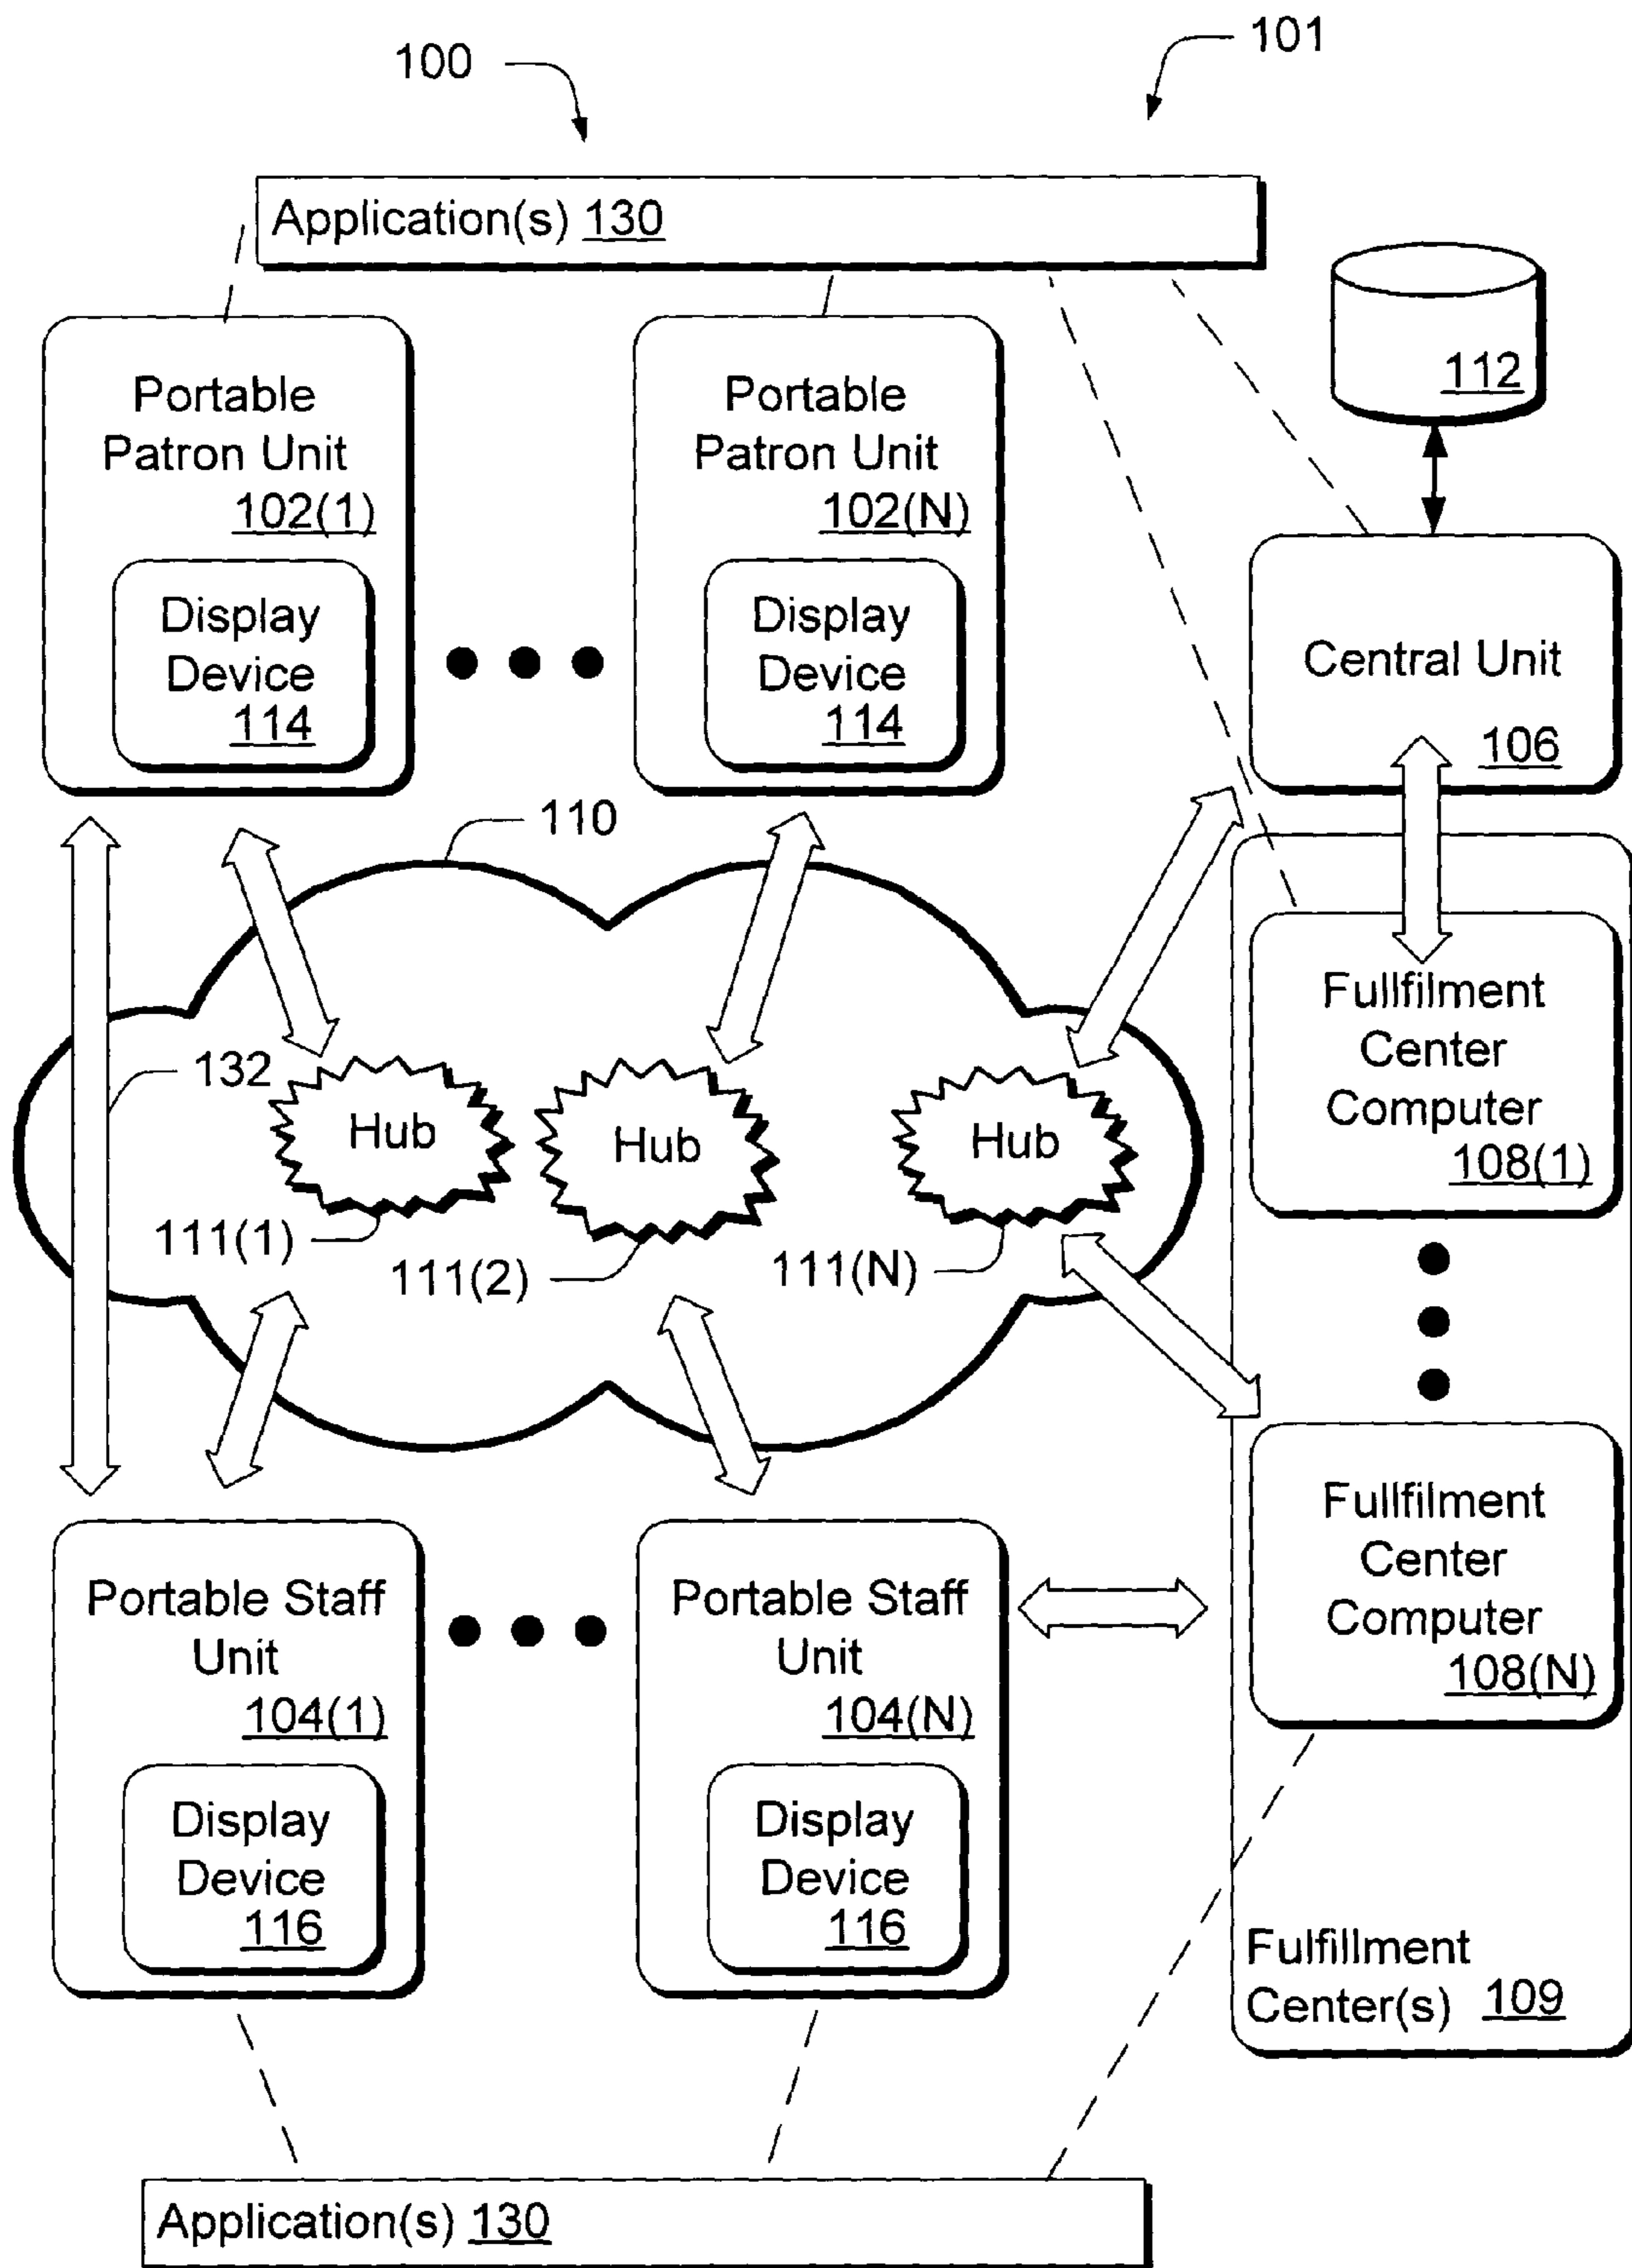 100
101
Application(s) 130
Portable
Patron Unit
102(1)
Display
Device
114
Portable
Patron Unit
102(N)
Display
Device
114
112
Central Unit
106
110
132
Hub
Hub
Hub
111(1)
111(2)
111(N)
Fullfilment
Center
Computer
108(1)
Fullfilment
Center
Computer
108(N)
Fulfillment
Center(s) 109
Portable Staff
Unit
104(1)
Display
Device
116
Portable Staff
Unit
104(N)
Display
Device
116
Application(s) 130